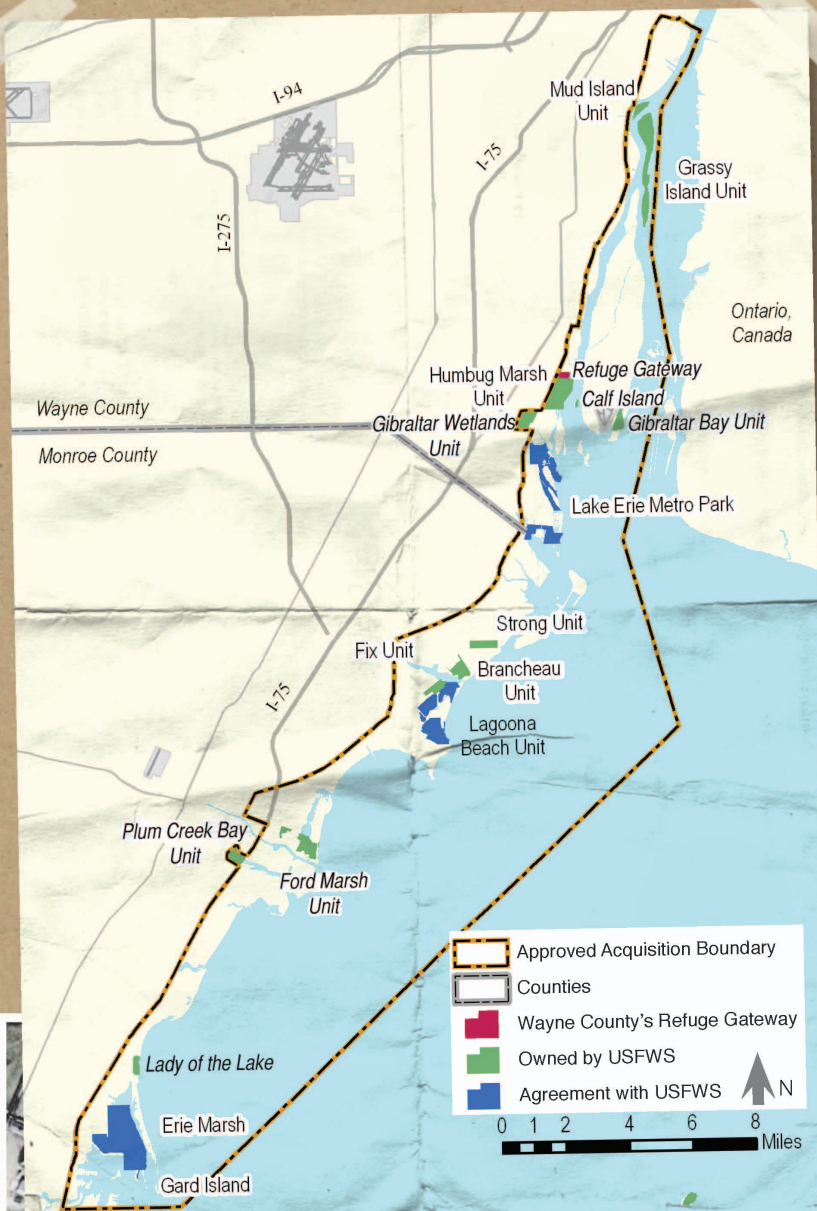 I-94
Mud Island
Unit
I-75
Grassy
Island Unit
I-275
Ontario,
Canada
Humbug Marsh
Unit
Refuge Gateway
Calf Island
Wayne County
Gibraltar Wetlands
Unit
Gibraltar Bay Unit
Monroe County
Lake Erie Metro Park
Strong Unit
Fix Unit
Brancheau
Unit
I-75
Lagoona
Beach Unit
Plum Creek Bay
Unit
Ford Marsh
Unit
Approved Acquisition Boundary
Counties
Wayne County's Refuge Gateway
Owned by USFWS
Agreement with USFWS
N
0 1 2 4 6 8
Miles
Lady of the Lake
Erie Marsh
Gard Island